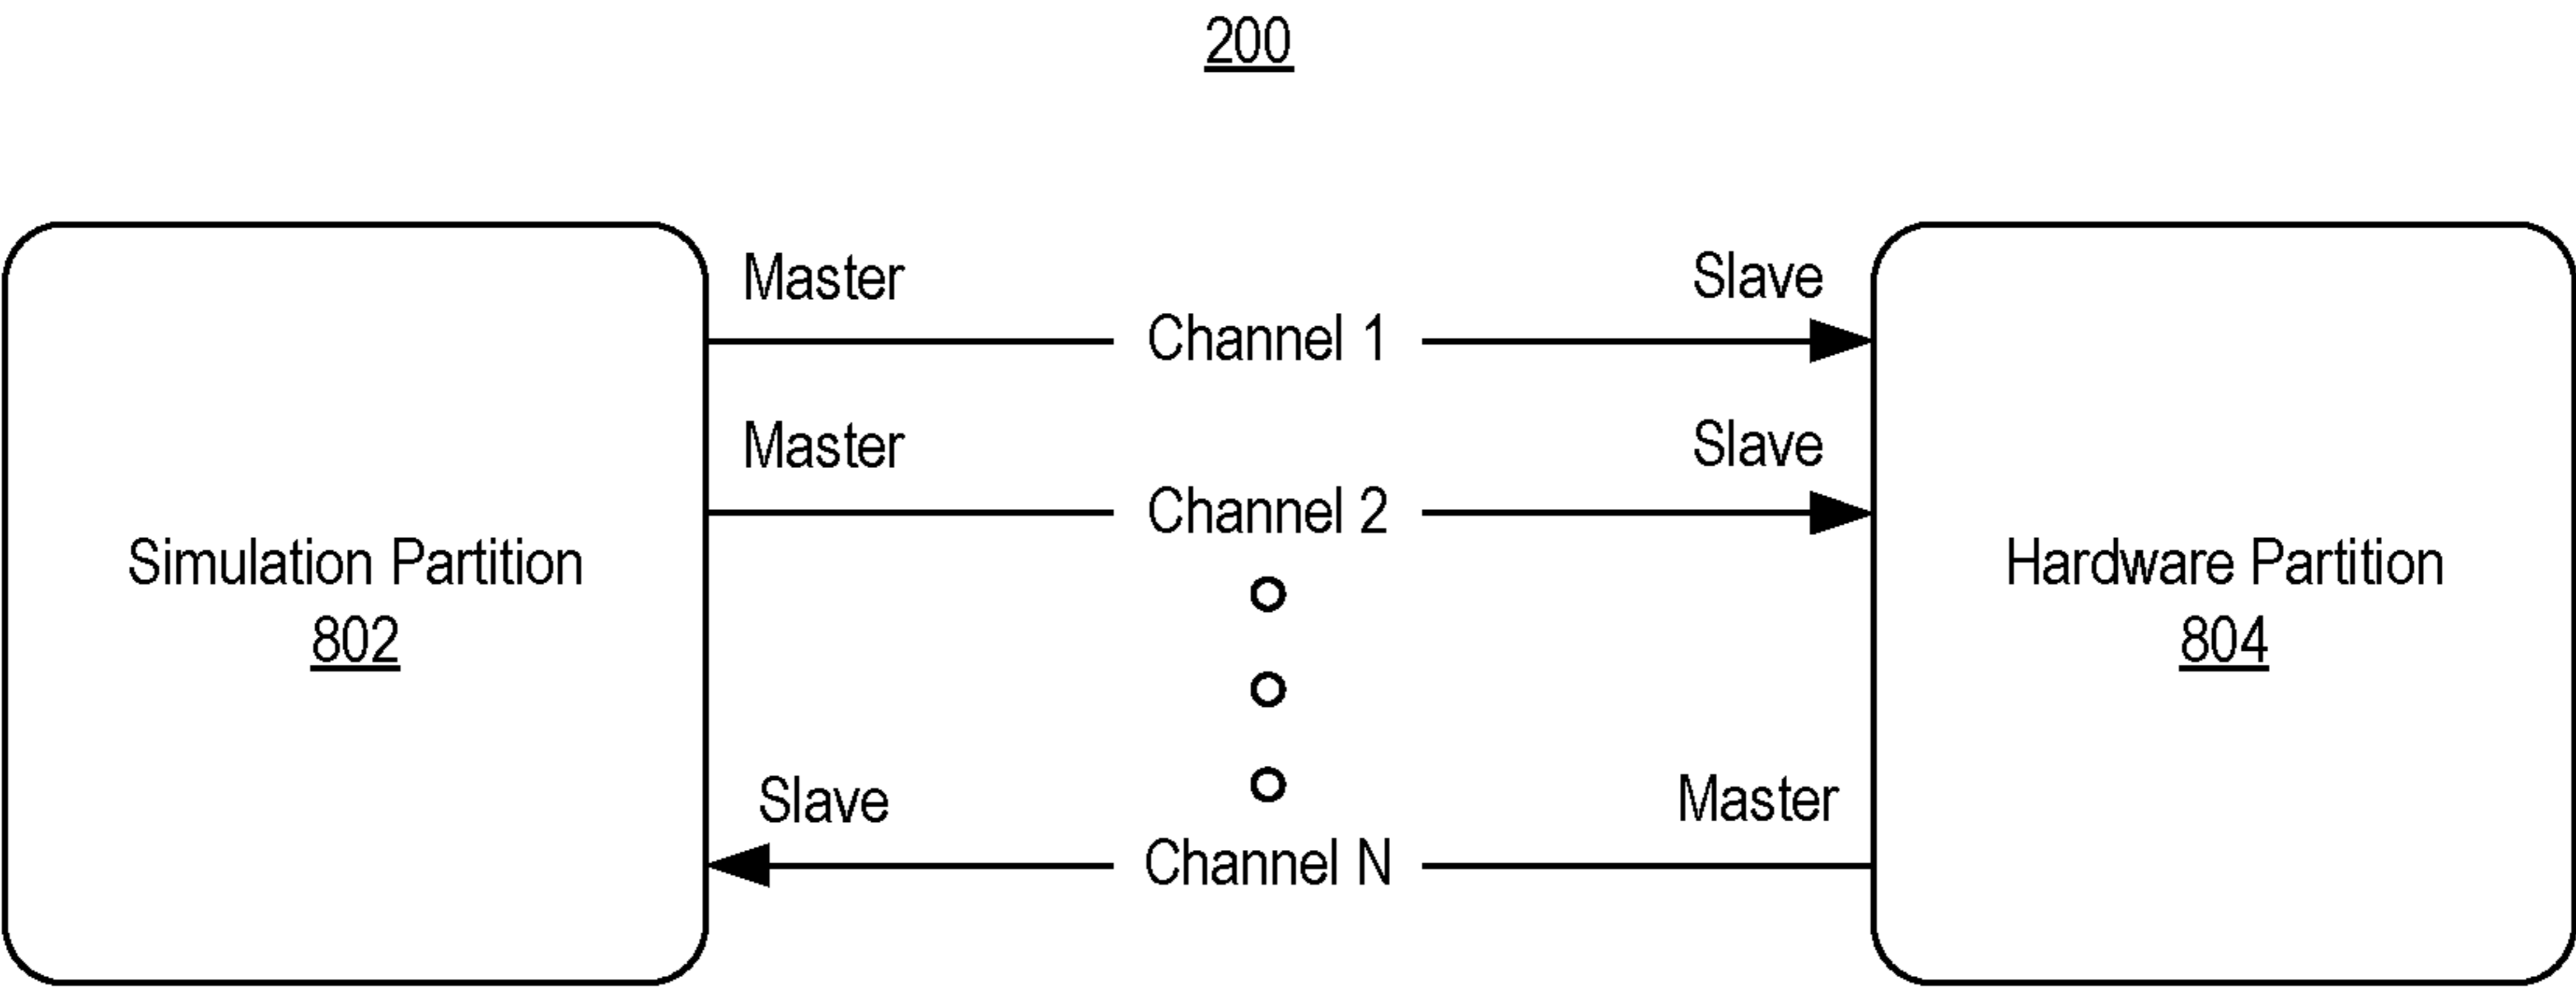 200
Master
Slave
Channel 1
Master
Slave
Channel 2
Simulation Partition
802
Hardware Partition
804
Slave
Master
Channel N